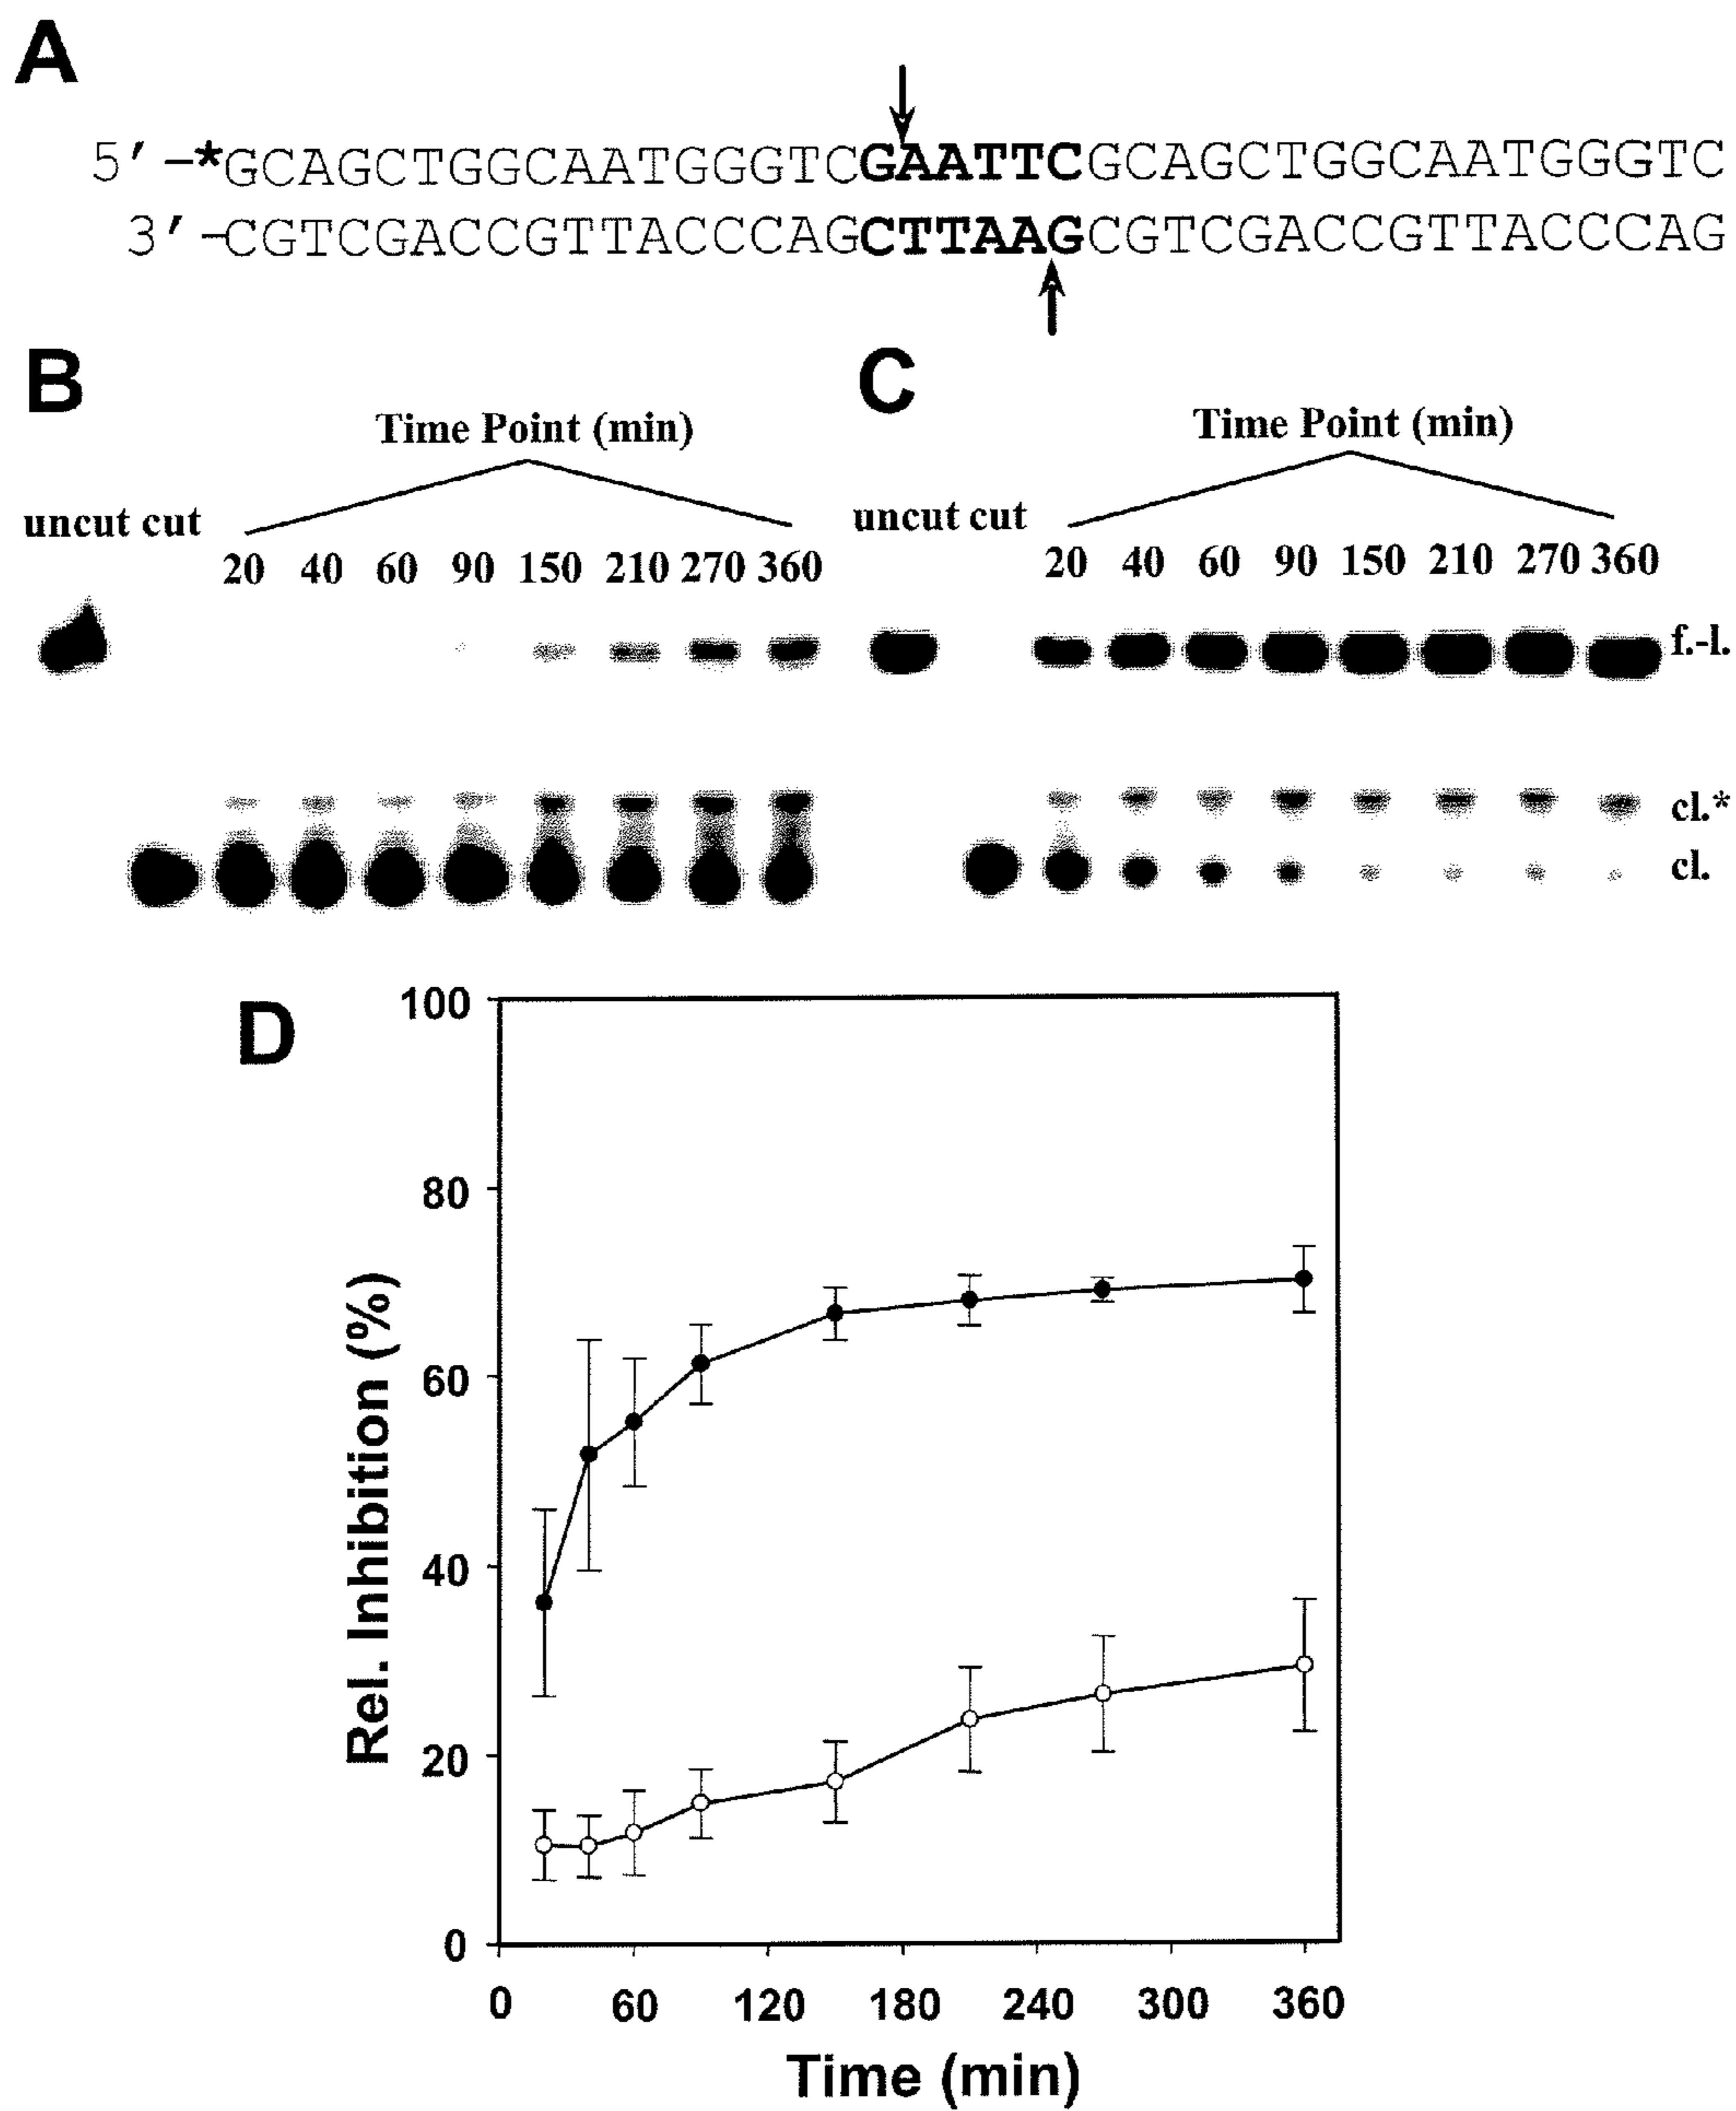 A
5′ –*GCAGCTGGCAATGGGTCGAATTCGCAGCTGGCAATGGGTC
3′ –CGTCGACCGTTACCCAGCTTAAGCGTCGACCGTTACCCAG
B
Time Point (min)
uncut cut
20 40 60 90 150 210 270 360
C
Time Point (min)
uncut cut
20 40 60 90 150 210 270 360
f.-l.
cl.*
cl.
D
100
80
60
40
20
0
Rel. Inhibition (%)
0 60 120 180 240 300 360
Time (min)